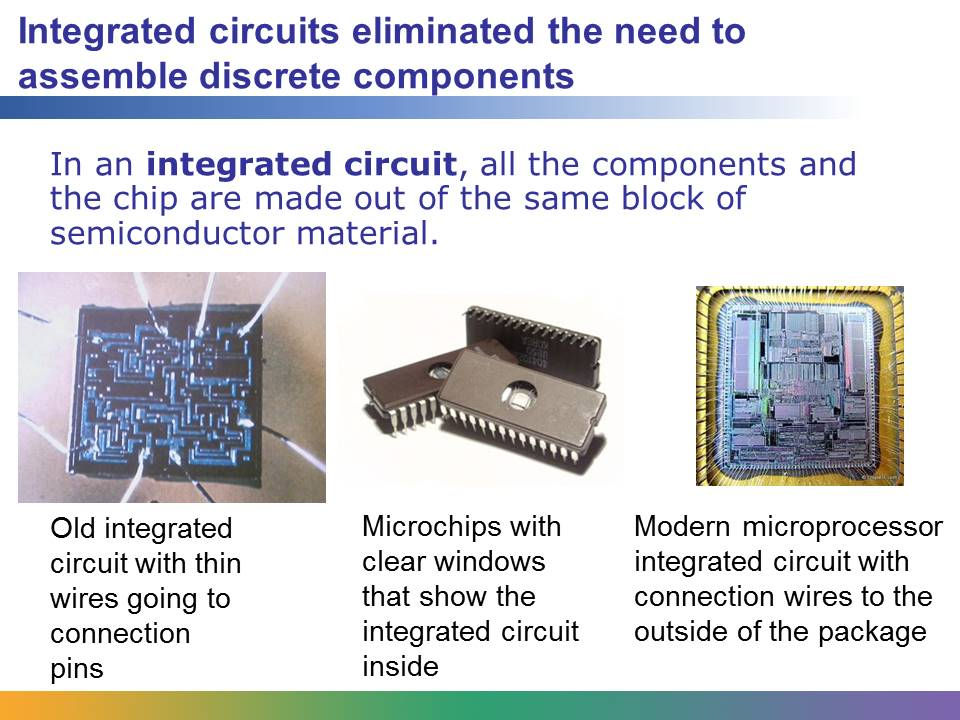 Integrated circuits eliminated the need to
assemble discrete components
In an integrated circuit, all the components and
the chip are made out of the same block of
semiconductor material.
Old integrated
circuit with thin
wires going to
connection
pins
Microchips with
clear windows
that show the
integrated circuit
inside
Modern microprocessor
integrated circuit with
connection wires to the
outside of the package